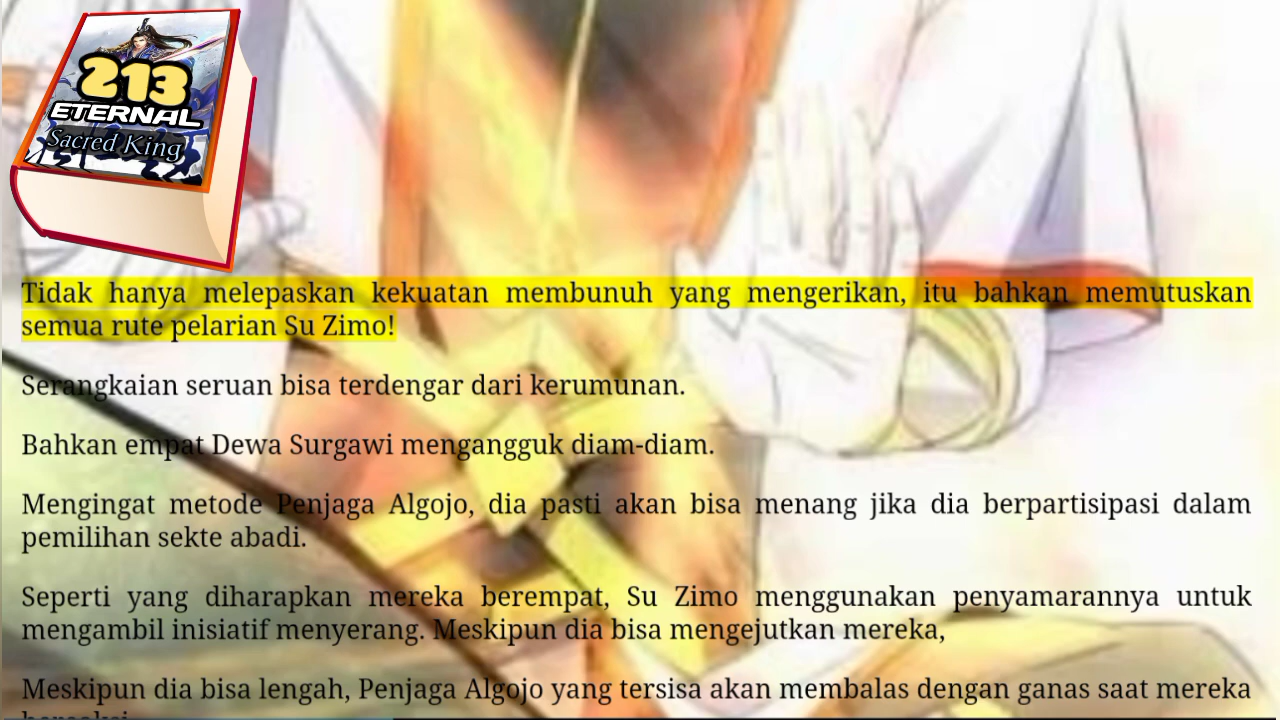 213
ETERNAL
Sacred King
Tidak hanya melepaskan kekuatan membunuh yang mengerikan, itu bahkan memutuskan
semua rute pelarian Su Zimo!
Serangkaian seruan bisa terdengar dari kerumunan.
Bahkan empat Dewa Surgawi mengangguk diam-diam.
Mengingat metode Penjaga Algojo, dia pasti akan bisa menang jika dia berpartisipasi dalam
pemilihan sekte abadi.
Seperti yang diharapkan mereka berempat, Su Zimo menggunakan penyamarannya untuk
mengambil inisiatif menyerang. Meskipun dia bisa mengejutkan mereka,
Meskipun dia bisa lengah, Penjaga Algojo yang tersisa akan membalas dengan ganas saat mereka